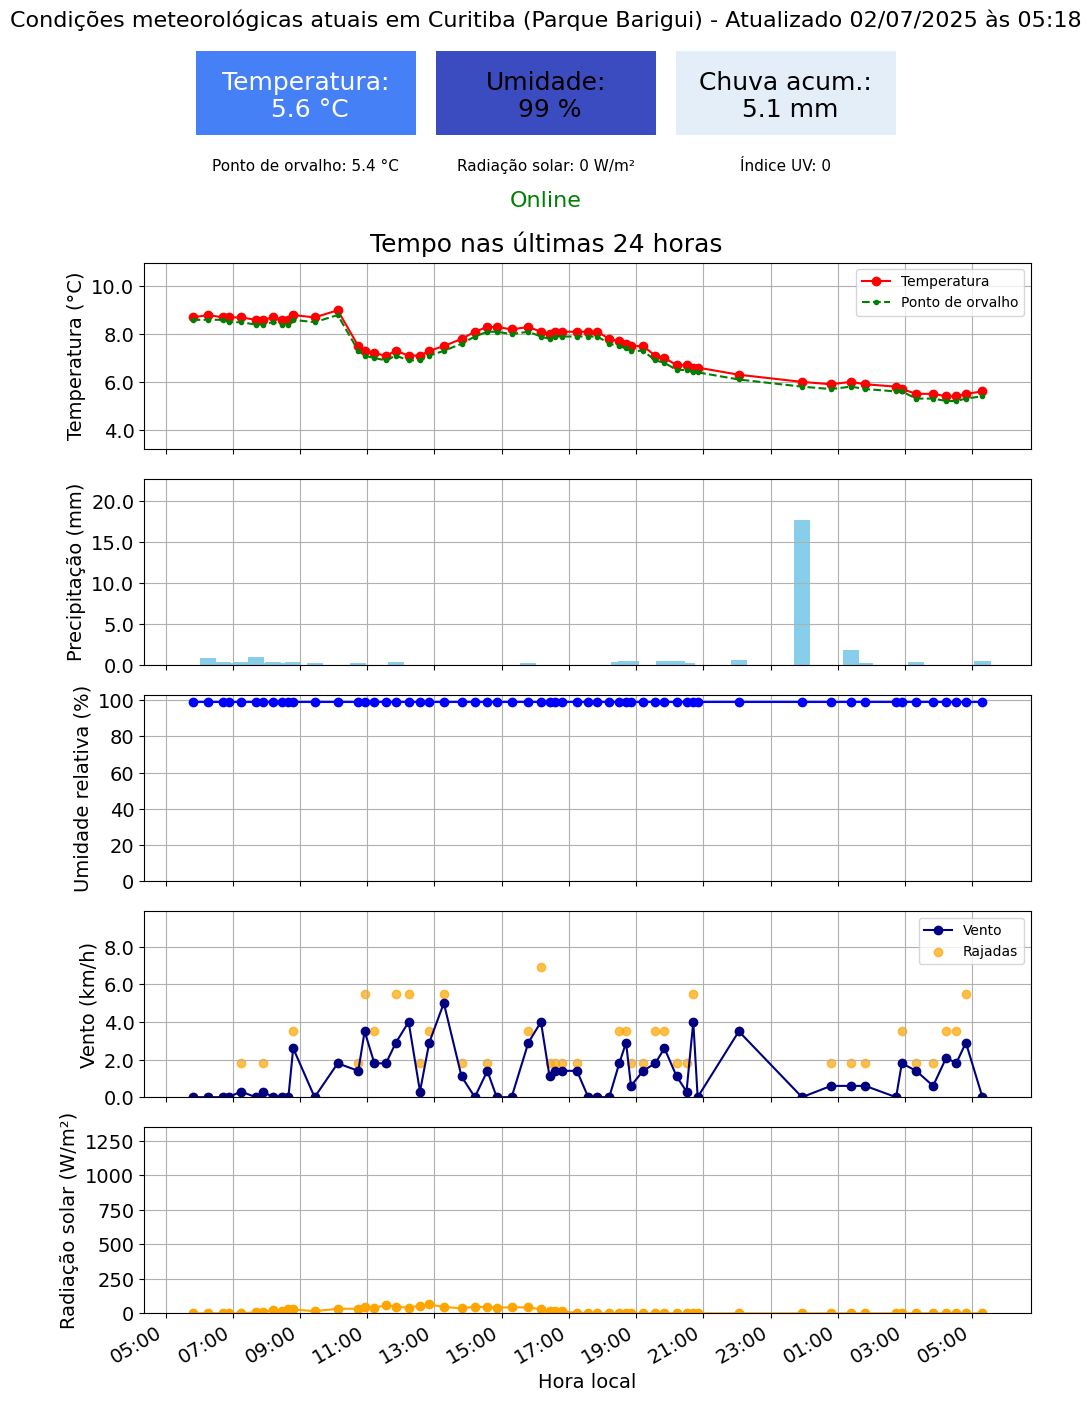 Condições meteorológicas atuais em Curitiba (Parque Barigui) - Atualizado 02/07/2025 às 05:18
Temperatura:
5.6 °C
Umidade:
99 %
Chuva acum.:
5.1 mm
Ponto de orvalho: 5.4 °C
Radiação solar: 0 W/m²
Índice UV: 0
Online
Tempo nas últimas 24 horas
Temperatura (°C)
10.0
8.0
6.0
4.0
Temperatura
Ponto de orvalho
Precipitação (mm)
20.0
15.0
10.0
5.0
0.0
Umidade relativa (%)
100
80
60
40
20
0
Vento (km/h)
8.0
6.0
4.0
2.0
0.0
Vento
Rajadas
Radiação solar (W/m²)
1250
1000
750
500
250
0
05:00
07:00
09:00
11:00
13:00
15:00
17:00
19:00
21:00
23:00
01:00
03:00
05:00
Hora local